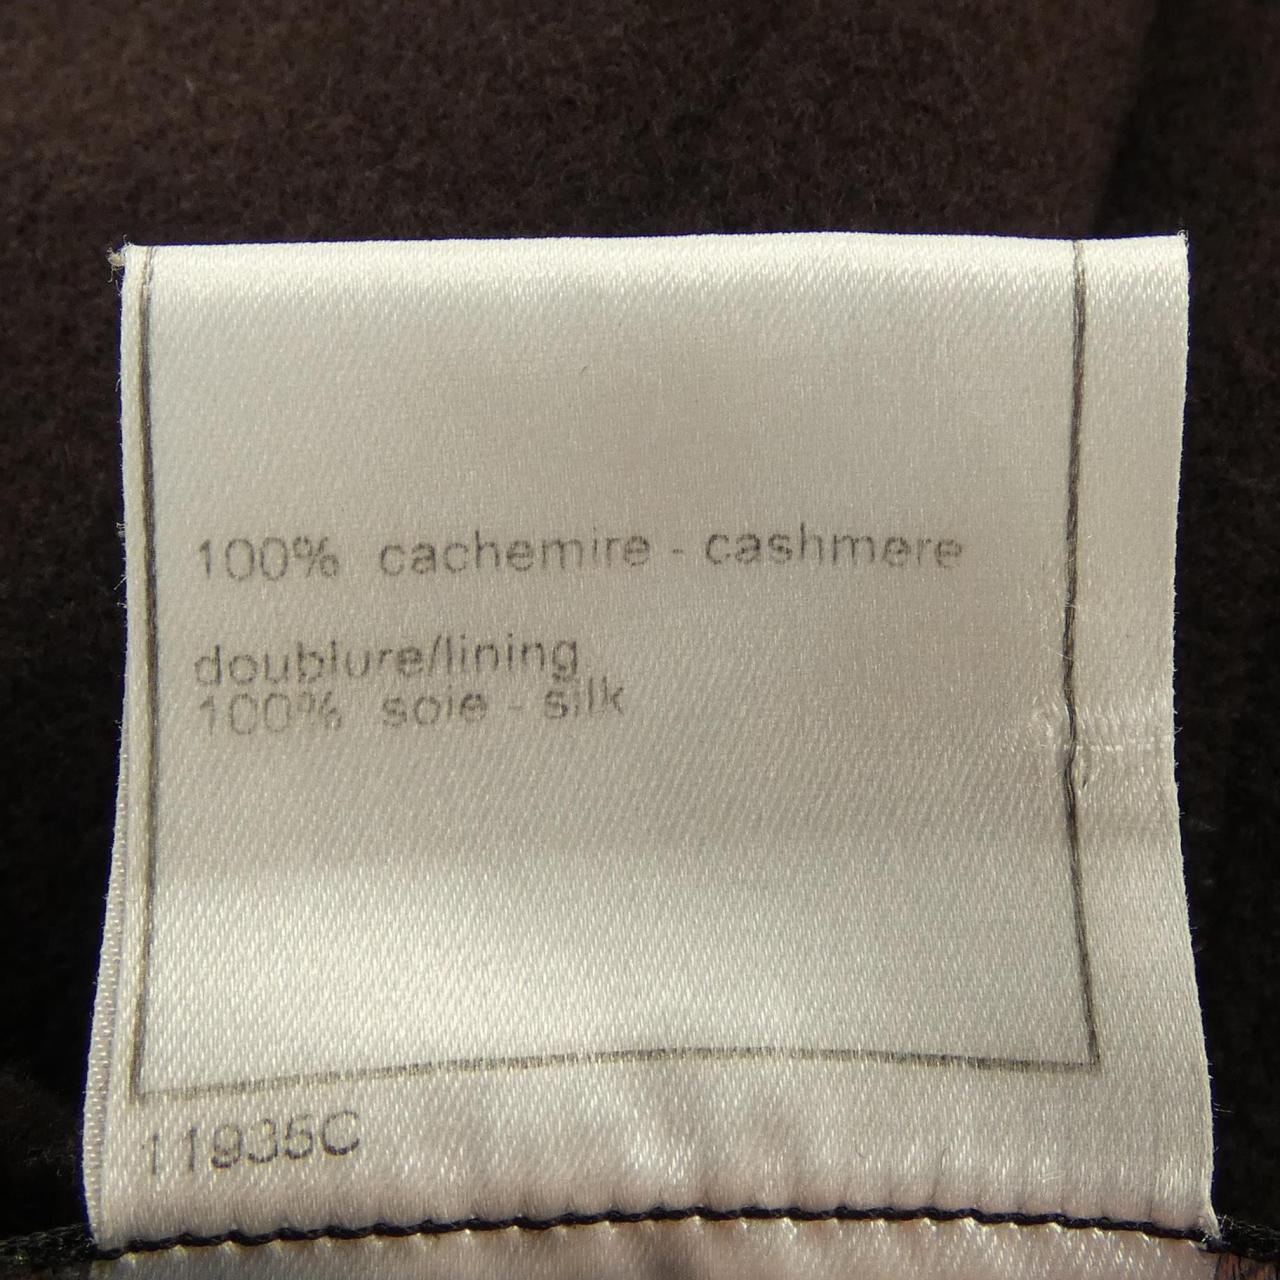 100% cachemire - cashmere
doublure/lining
100% soie - silk
11935C